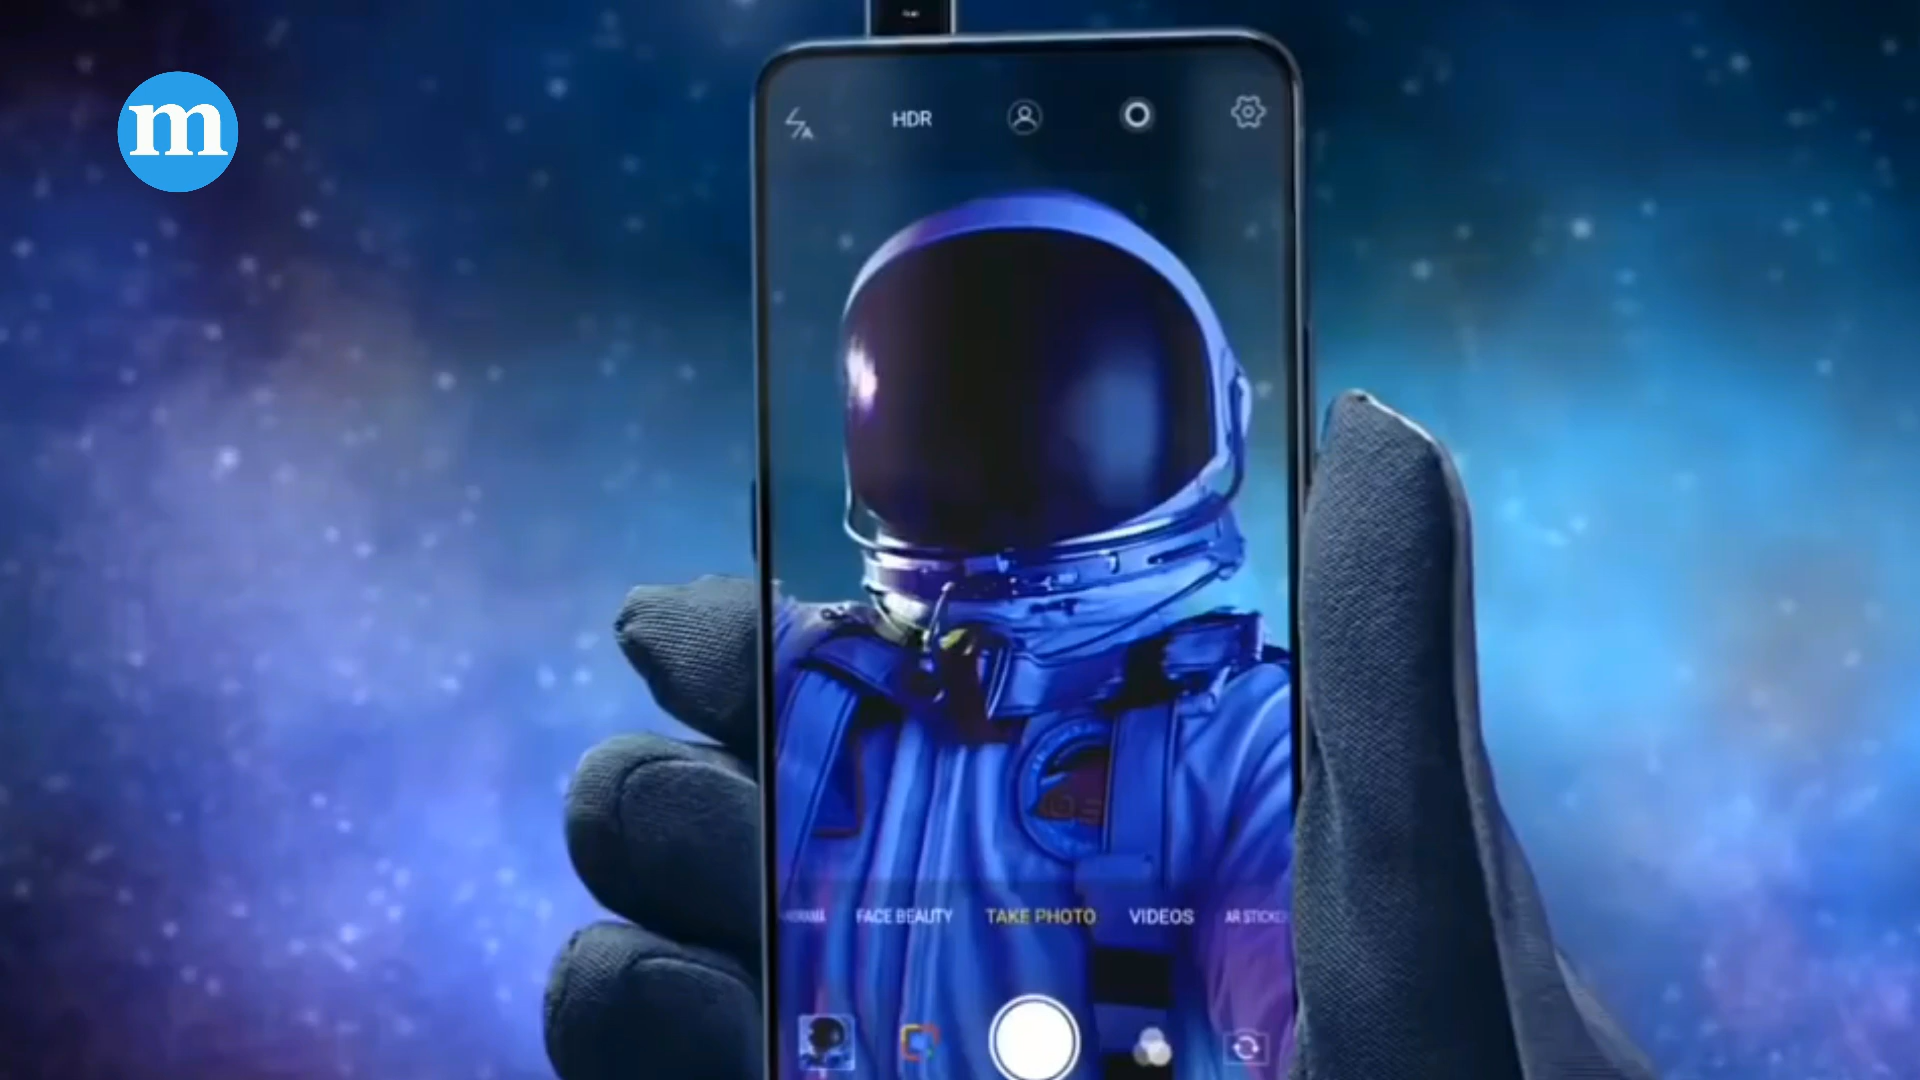 m
HDR
FACE BEAUTY
TAKE PHOTO
VIDEOS